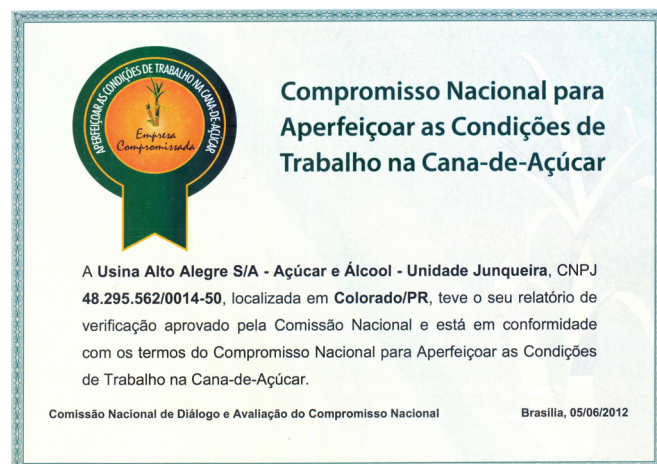 APERFEIÇOAR AS CONDIÇÕES DE TRABALHO NA CANA-DE-AÇÚCAR
Empresa
Compromissada
Compromisso Nacional para
Aperfeiçoar as Condições de
Trabalho na Cana-de-Açúcar
A Usina Alto Alegre S/A - Açúcar e Álcool - Unidade Junqueira, CNPJ
48.295.562/0014-50, localizada em Colorado/PR, teve o seu relatório de
verificação aprovado pela Comissão Nacional e está em conformidade
com os termos do Compromisso Nacional para Aperfeiçoar as Condições
de Trabalho na Cana-de-Açúcar.
Comissão Nacional de Diálogo e Avaliação do Compromisso Nacional Brasília, 05/06/2012